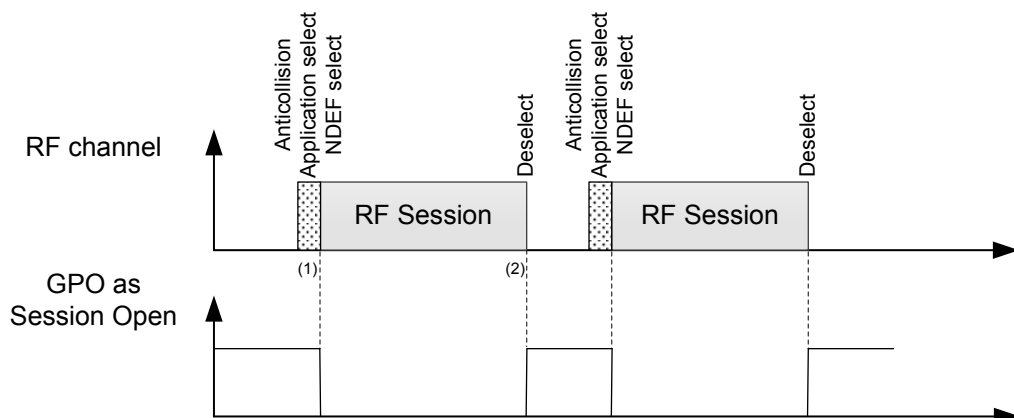 Anticollision
Application select
NDEF select
Deselect
Anticollision
Application select
NDEF select
Deselect
RF channel
RF Session
RF Session
(1)
(2)
GPO as
Session Open